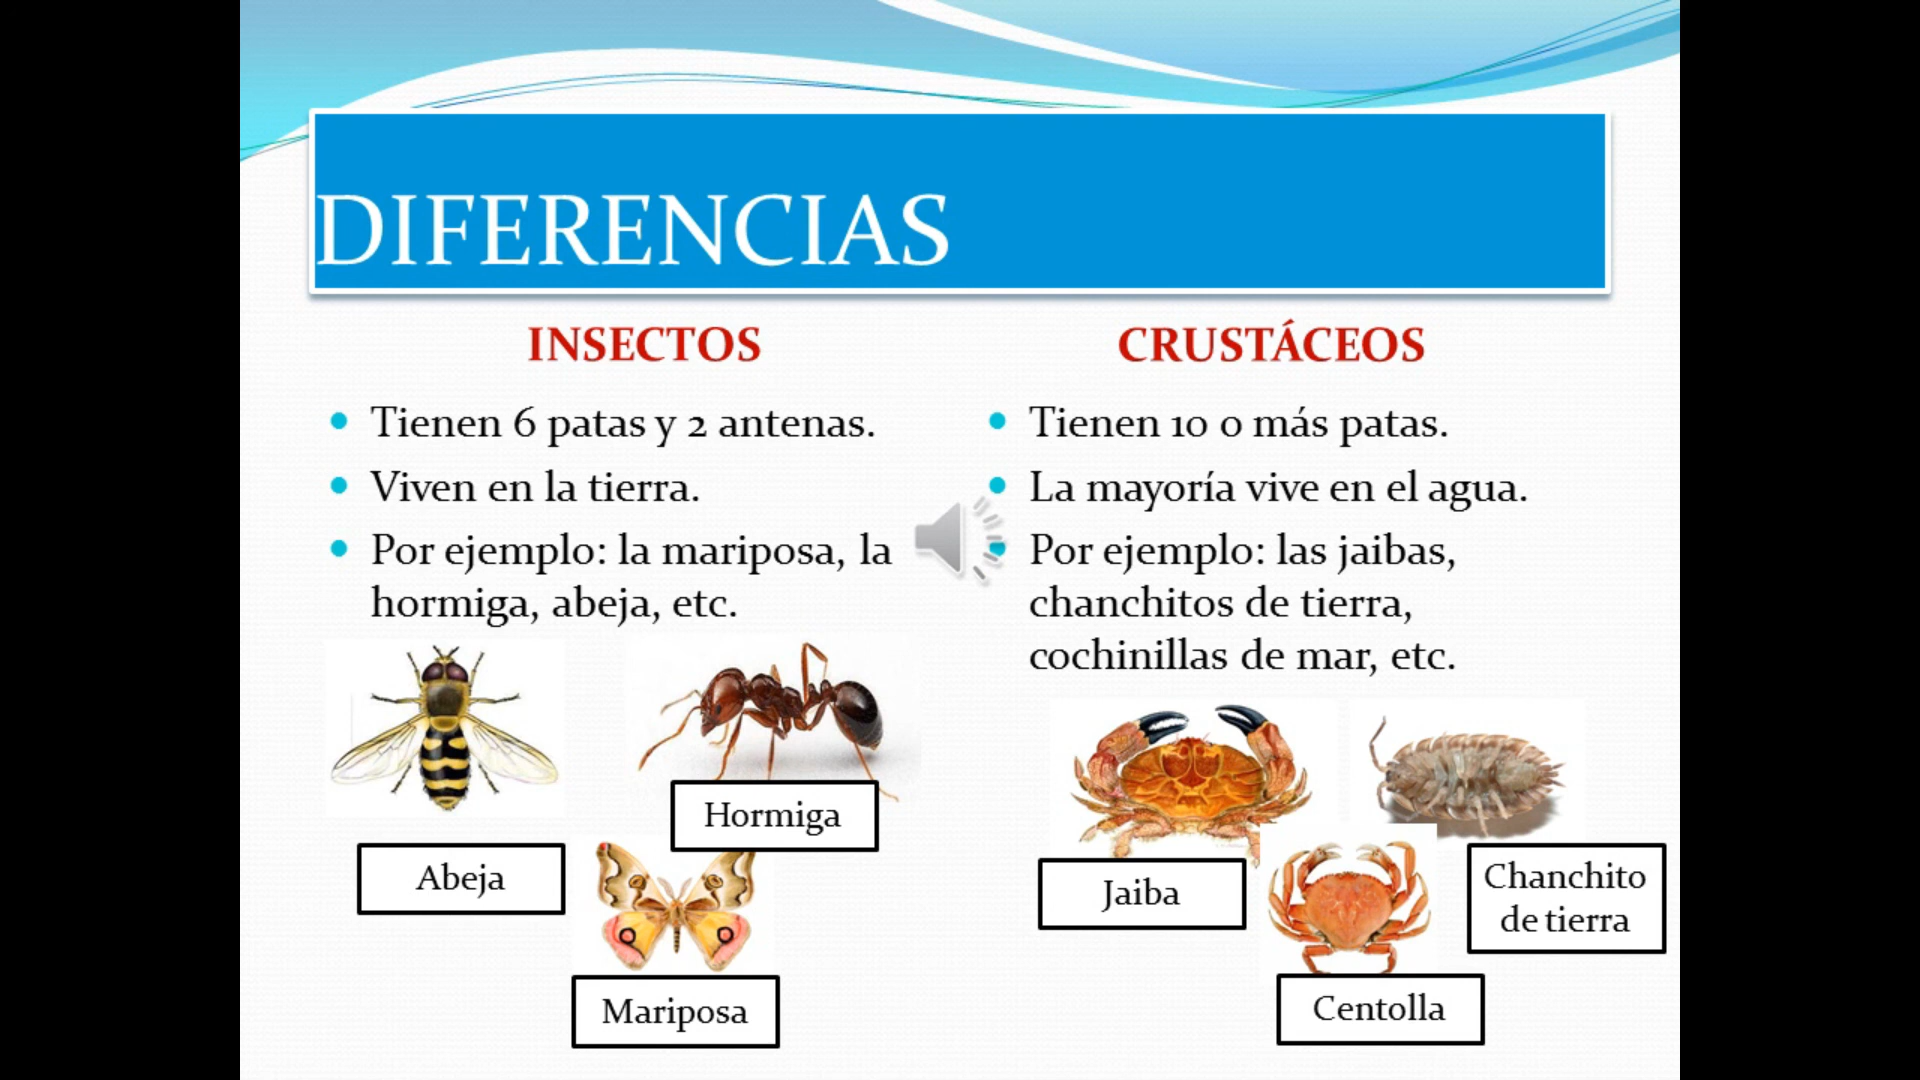 DIFERENCIAS
INSECTOS
Tienen 6 patas y 2 antenas.
Viven en la tierra.
Por ejemplo: la mariposa, la
hormiga, abeja, etc.
Abeja
Hormiga
Mariposa
CRUSTÁCEOS
Tienen 10 o más patas.
La mayoría vive en el agua.
Por ejemplo: las jaibas,
chanchitos de tierra,
cochinillas de mar, etc.
Jaiba
Centolla
Chanchito
de tierra